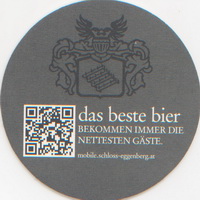 das beste bier
BEKOMMEN IMMER DIE
NETTESTEN GÄSTE.
mobile.schloss-eggenberg.at